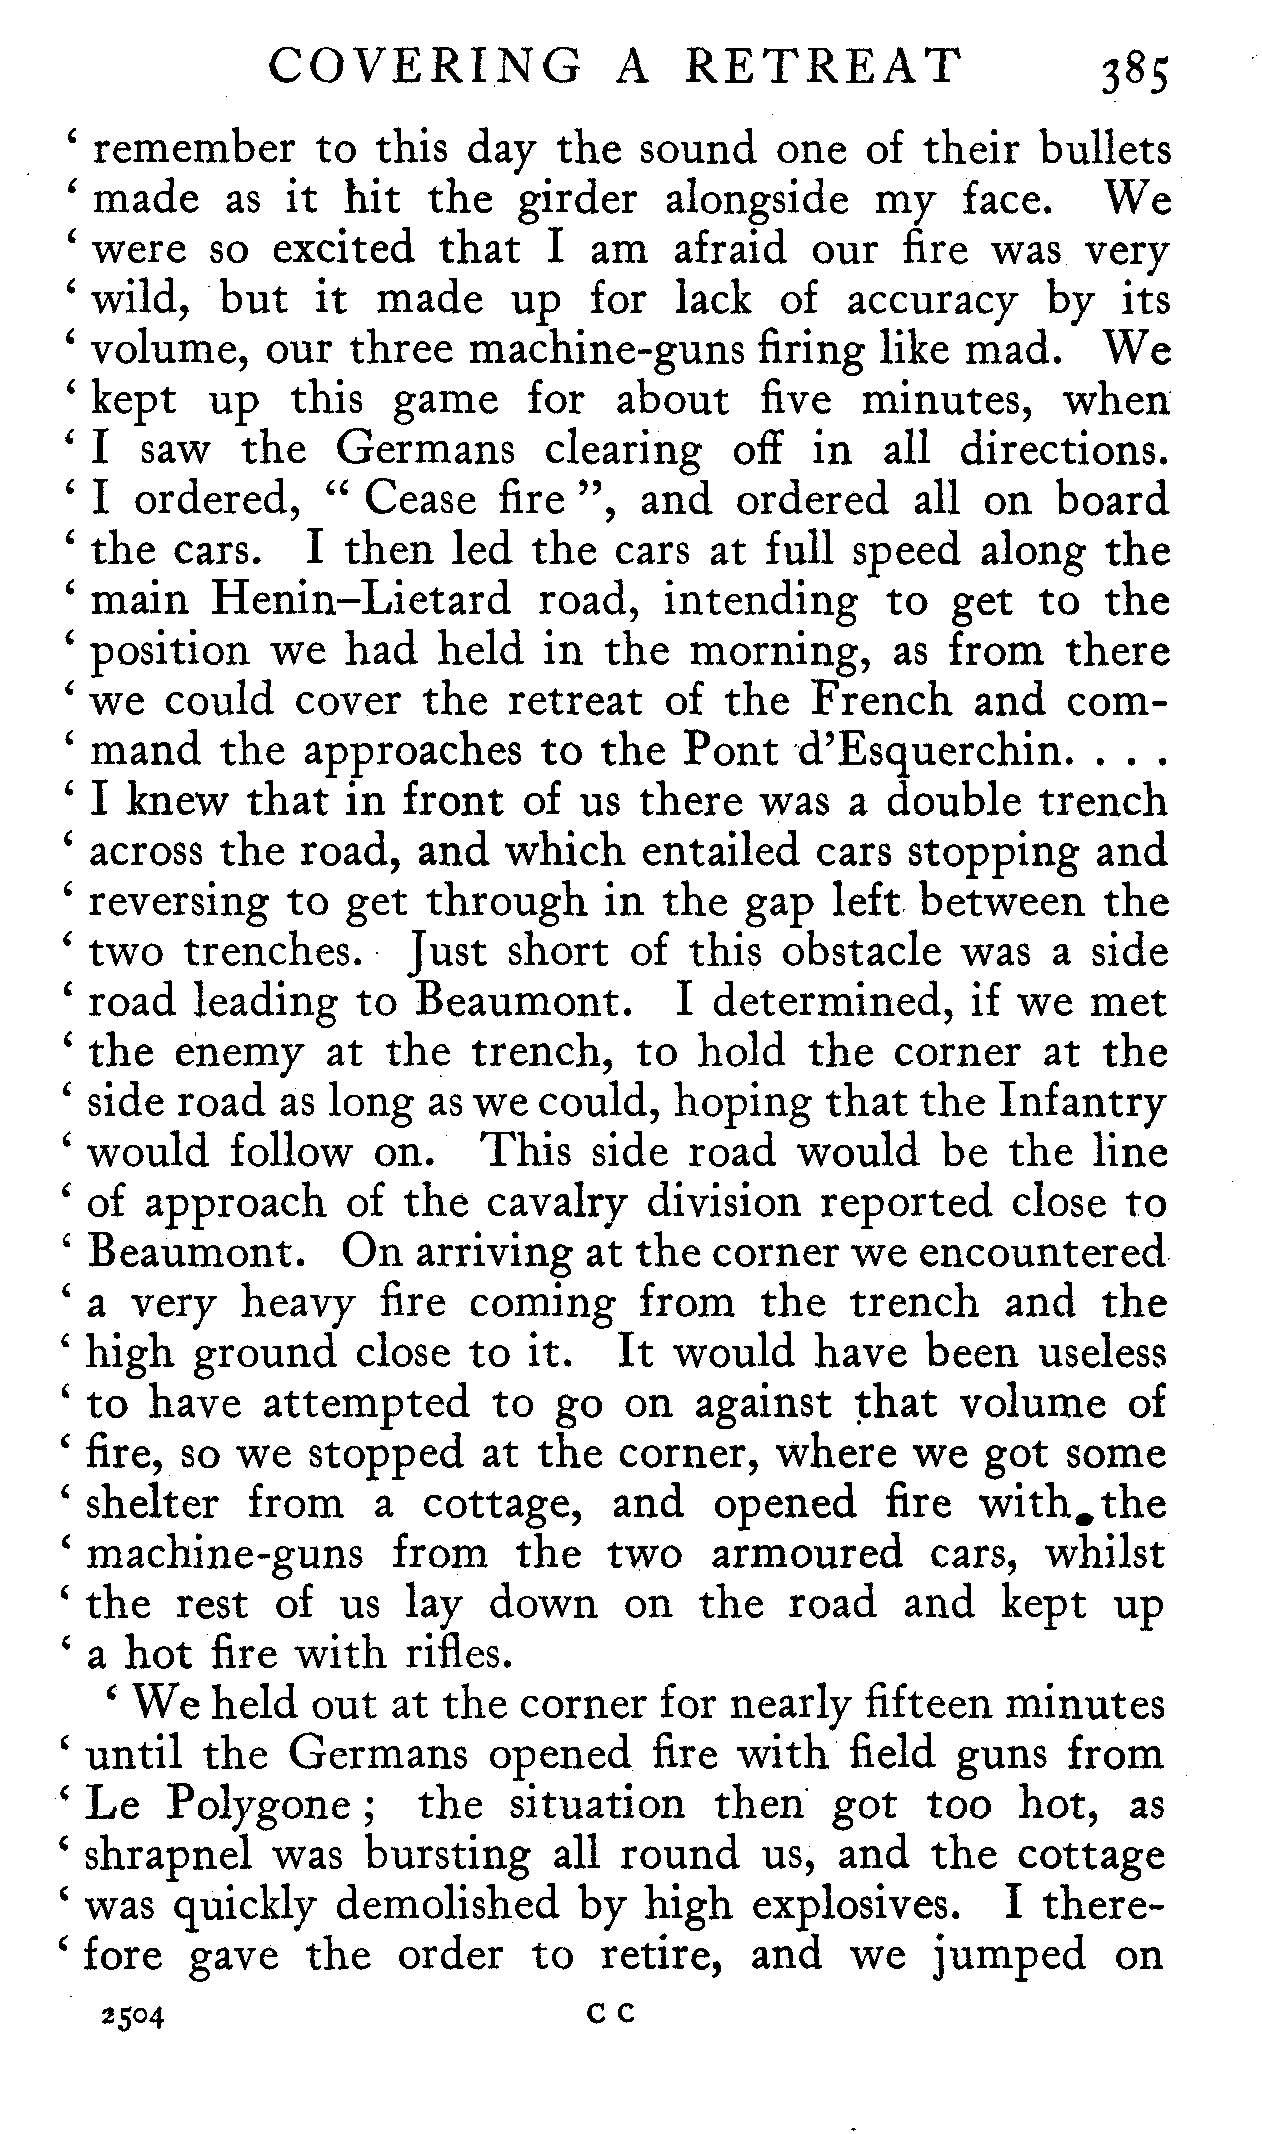 COVERING A RETREAT 385
‘ remember to this day the sound one of their bullets
‘ made as it hit the girder alongside my face. We
‘ were so excited that I am afraid our fire was very
‘ wild, but it made up for lack of accuracy by its
‘ volume, our three machine-guns firing like mad. We
‘ kept up this game for about five minutes, when
‘ I saw the Germans clearing off in all directions.
‘ I ordered, “ Cease fire ”, and ordered all on board
‘ the cars. I then led the cars at full speed along the
‘ main Henin–Lietard road, intending to get to the
‘ position we had held in the morning, as from there
‘ we could cover the retreat of the French and com-
‘ mand the approaches to the Pont d’Esquerchin. . . .
‘ I knew that in front of us there was a double trench
‘ across the road, and which entailed cars stopping and
‘ reversing to get through in the gap left between the
‘ two trenches. Just short of this obstacle was a side
‘ road leading to Beaumont. I determined, if we met
‘ the enemy at the trench, to hold the corner at the
‘ side road as long as we could, hoping that the Infantry
‘ would follow on. This side road would be the line
‘ of approach of the cavalry division reported close to
‘ Beaumont. On arriving at the corner we encountered
‘ a very heavy fire coming from the trench and the
‘ high ground close to it. It would have been useless
‘ to have attempted to go on against that volume of
‘ fire, so we stopped at the corner, where we got some
‘ shelter from a cottage, and opened fire with the
‘ machine-guns from the two armoured cars, whilst
‘ the rest of us lay down on the road and kept up
‘ a hot fire with rifles.
‘ We held out at the corner for nearly fifteen minutes
‘ until the Germans opened fire with field guns from
‘ Le Polygone ; the situation then got too hot, as
‘ shrapnel was bursting all round us, and the cottage
‘ was quickly demolished by high explosives. I there-
‘ fore gave the order to retire, and we jumped on
2504 C C